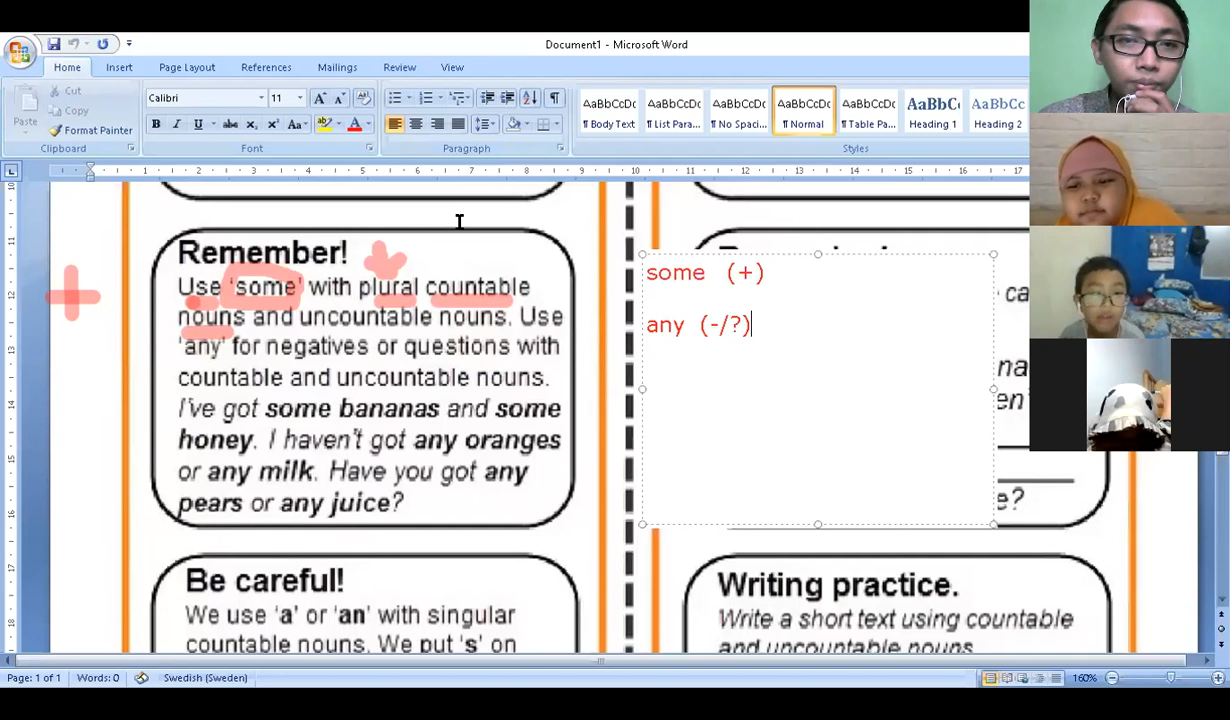 Document1 - Microsoft Word
Home Insert Page Layout References Mailings Review View
Paste
Cut
Copy
Format Painter
Clipboard
Calibri 11
Font
Paragraph
AaBbCcDc AaBbCcDc AaBbCcDc AaBbCcDc AaBbCcDc AaBbCc AaBbCc
¶ Body Text ¶ List Para... ¶ No Spaci... ¶ Normal ¶ Table Pa... Heading 1 Heading 2
Styles
Remember!
Use ‘some’ with plural countable
nouns and uncountable nouns. Use
‘any’ for negatives or questions with
countable and uncountable nouns.
I’ve got some bananas and some
honey. I haven’t got any oranges
or any milk. Have you got any
pears or any juice?
some (+)
any (-/?)
Be careful!
We use ‘a’ or ‘an’ with singular
countable nouns. We put ‘s’ on
Writing practice.
Write a short text using countable
and uncountable nouns.
Page: 1 of 1 Words: 0 Swedish (Sweden) 160%